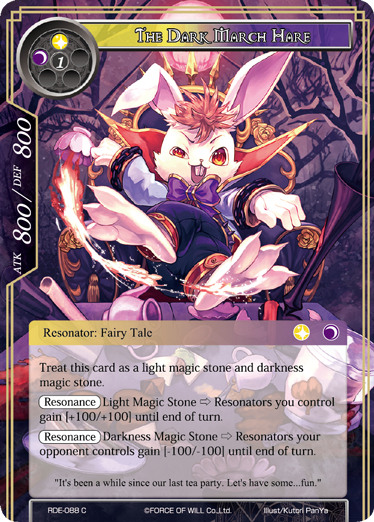 The Dark March Hare
1
ATK 800 / DEF 800
Resonator: Fairy Tale
Treat this card as a light magic stone and darkness
magic stone.
Resonance Light Magic Stone ⇨ Resonators you control
gain [+100/+100] until end of turn.
Resonance Darkness Magic Stone ⇨ Resonators your
opponent controls gain [-100/-100] until end of turn.
"It's been a while since our last tea party. Let's have some...fun."
RDE-088 C ©FORCE OF WILL Co.,Ltd. Illust/Kutori PanYa